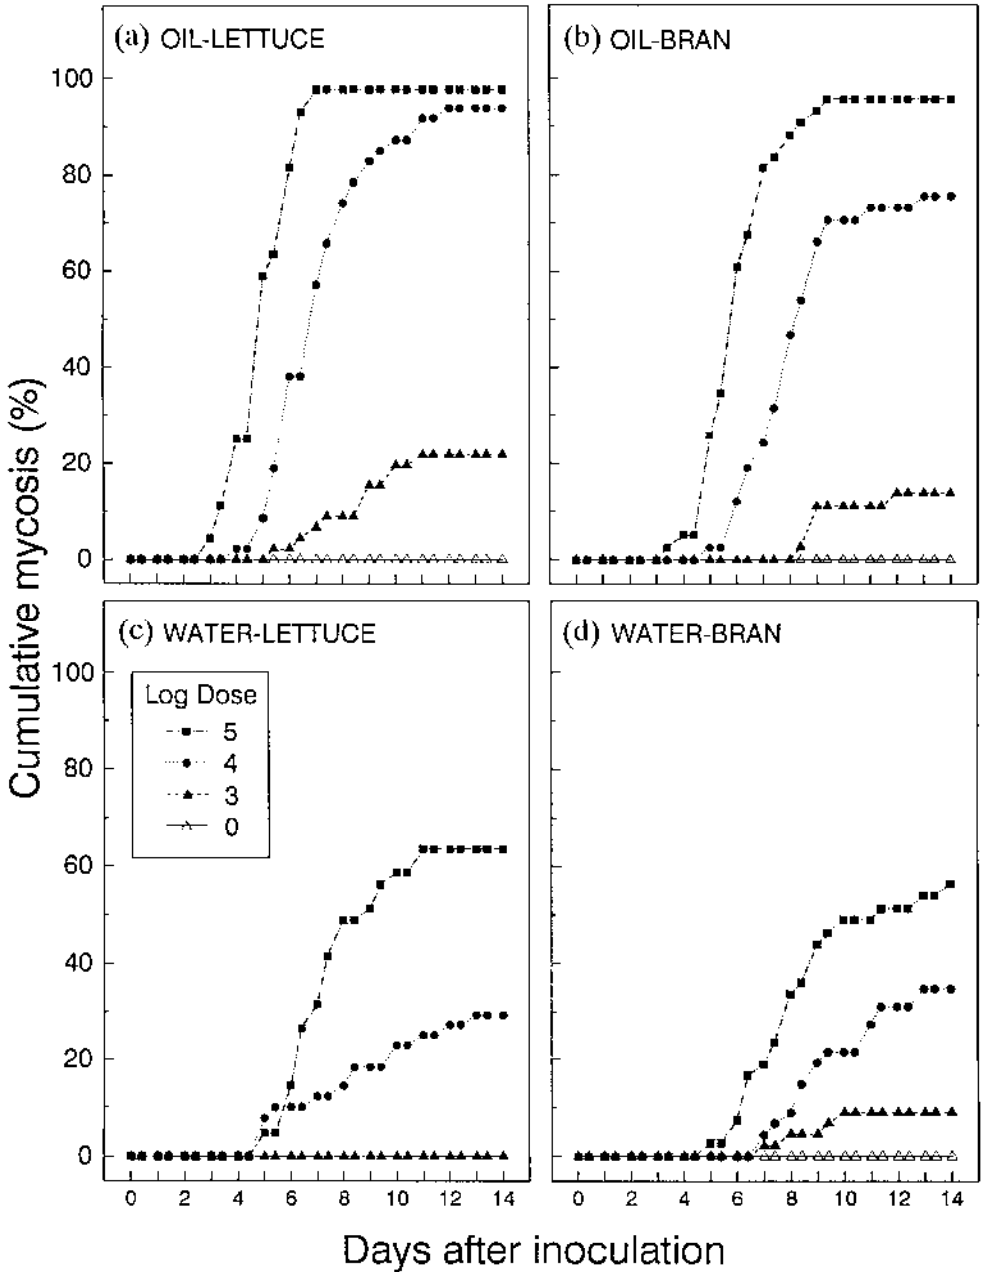 (a) OIL-LETTUCE
(b) OIL-BRAN
100
80
60
40
20
0
(c) WATER-LETTUCE
(d) WATER-BRAN
100
80
60
40
20
0
Log Dose
5
4
3
0
0 2 4 6 8 10 12 14
0 2 4 6 8 10 12 14
Cumulative mycosis (%)
Days after inoculation